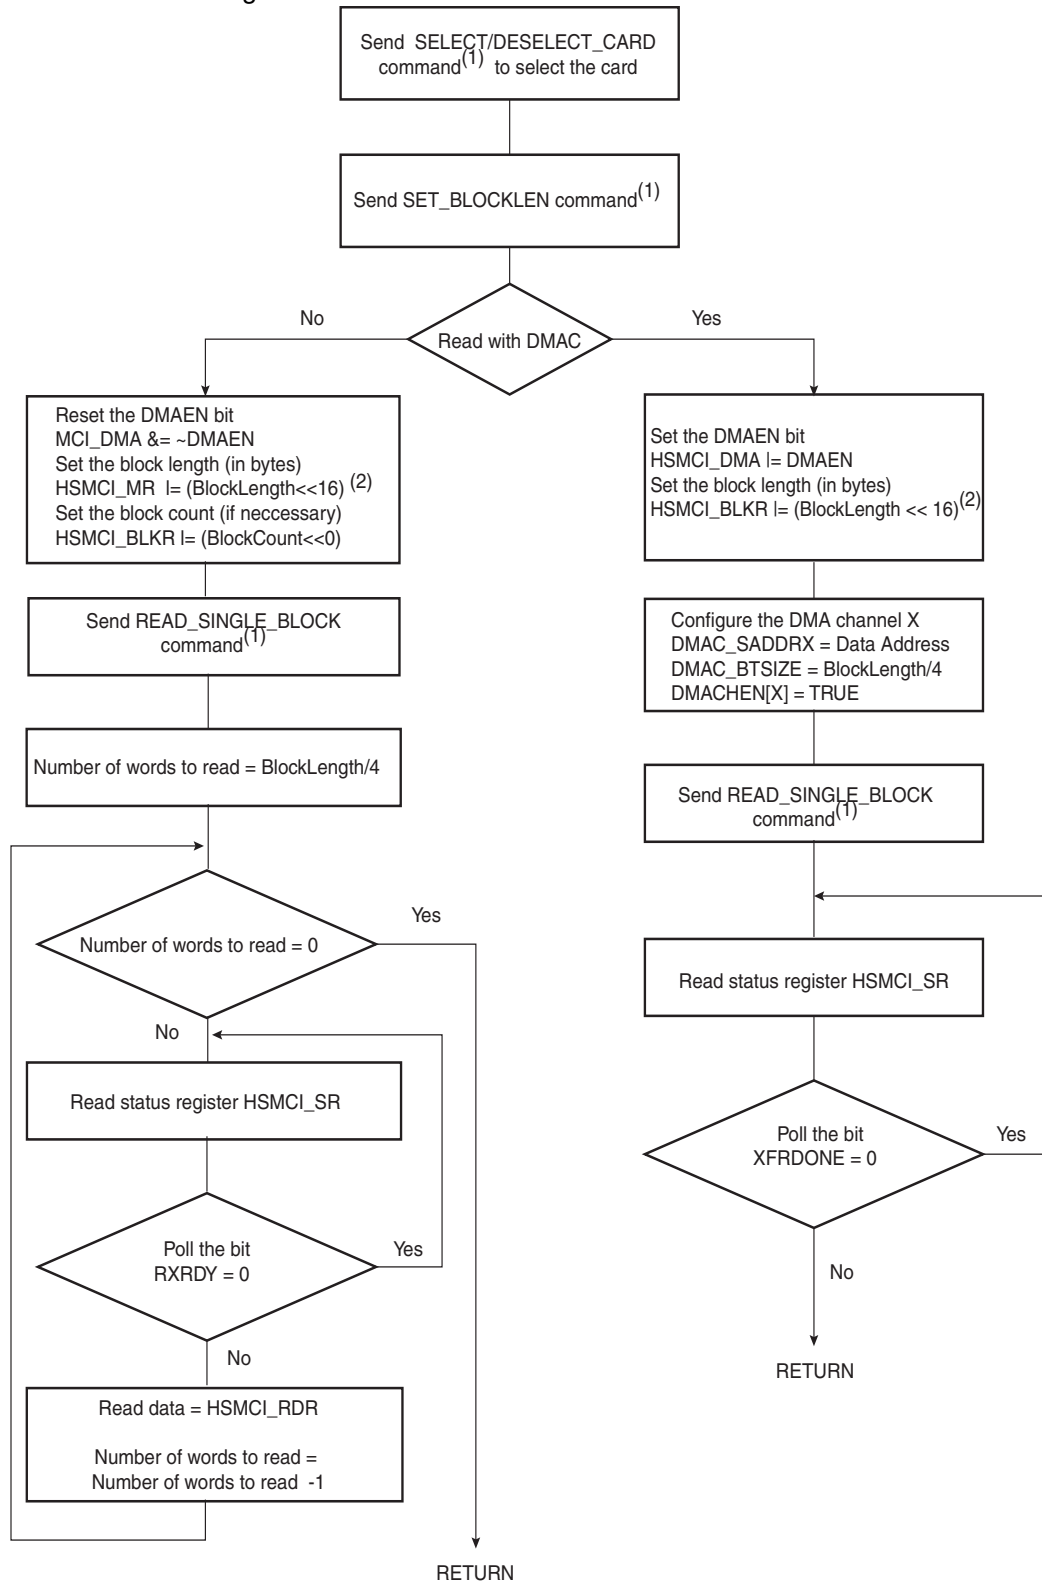 Send SELECT/DESELECT_CARD
command(1) to select the card
Send SET_BLOCKLEN command(1)
No
Yes
Read with DMAC
Reset the DMAEN bit
MCI_DMA &= ~DMAEN
Set the block length (in bytes)
HSMCI_MR |= (BlockLength<<16) (2)
Set the block count (if neccessary)
HSMCI_BLKR |= (BlockCount<<0)
Send READ_SINGLE_BLOCK
command(1)
Number of words to read = BlockLength/4
Number of words to read = 0
Yes
No
Read status register HSMCI_SR
Poll the bit
RXRDY = 0
Yes
No
Read data = HSMCI_RDR
Number of words to read =
Number of words to read -1
RETURN
Set the DMAEN bit
HSMCI_DMA |= DMAEN
Set the block length (in bytes)
HSMCI_BLKR |= (BlockLength << 16)(2)
Configure the DMA channel X
DMAC_SADDRX = Data Address
DMAC_BTSIZE = BlockLength/4
DMACHEN[X] = TRUE
Send READ_SINGLE_BLOCK
command(1)
Read status register HSMCI_SR
Poll the bit
XFRDONE = 0
Yes
No
RETURN